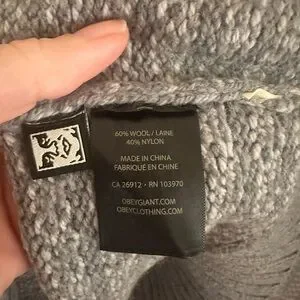 60% WOOL / LAINE
40% NYLON
MADE IN CHINA
FABRIQUÉ EN CHINE
CA 26912 • RN 103970
OBEYGIANT.COM
OBEYCLOTHING.COM